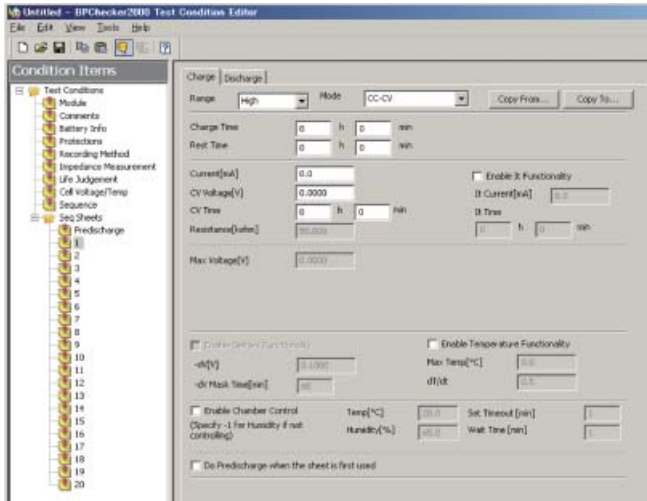 Untitled - BPChecker2000 Test Condition Editor
File Edit View Tools Help
Condition Items
Test Conditions
Module
Comments
Battery Info
Protections
Recording Method
Impedance Measurement
Life Judgement
Cell Voltage/Temp
Sequence
Seq Sheets
Predischarge
1
2
3
4
5
6
7
8
9
10
11
12
13
14
15
16
17
18
19
20
Charge Discharge
Range High Mode CC-CV Copy From... Copy To...
Charge Time 0 h 0 min
Rest Time 0 h 0 min
Current[mA] 0.0 Enable It Functionality
CV Voltage[V] 0.0000 It Current[mA] 0.0
CV Time 0 h 0 min It Time
Resistance[kohm] 0 h 0 min
Max Voltage[V] 0.0000
Enable Temperature Functionality
-dV[V] 0.1000 Max Temp[°C] 0.0
-dV Mask Time[min] dT/dt 0.0
Enable Chamber Control Temp[°C] 20.0 Set Timeout [min] 1
(Specify -1 for Humidity if not controlling) Humidity[%] Wait Time [min] 1
Do Predischarge when the sheet is first used